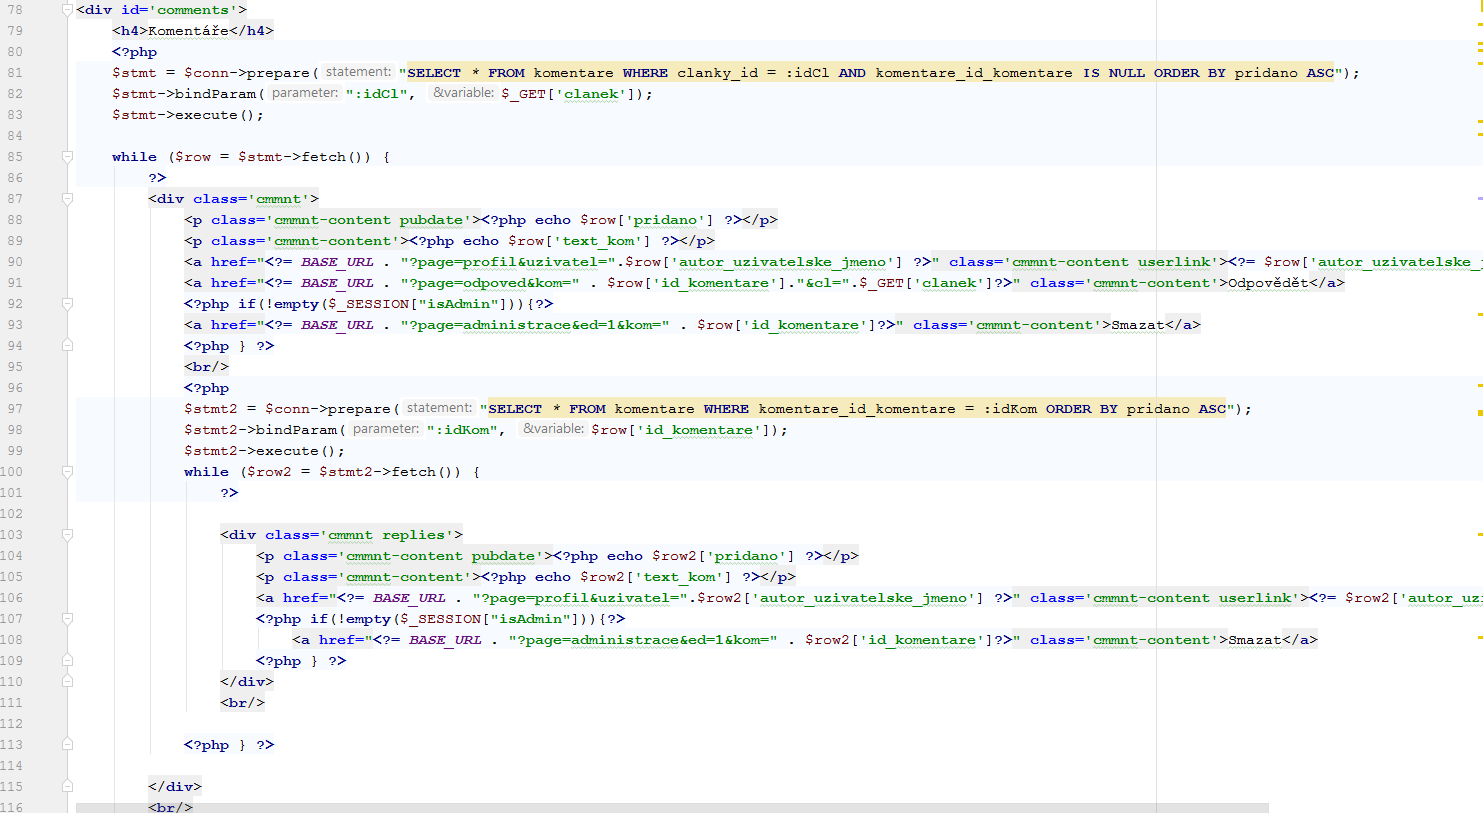 78 <div id='comments'>
79 <h4>Komentáře</h4>
80 <?php
81 $stmt = $conn->prepare( statement: "SELECT * FROM komentare WHERE clanky_id = :idCl AND komentare_id_komentare IS NULL ORDER BY pridano ASC");
82 $stmt->bindParam( parameter: ":idCl", &variable: $_GET['clanek']);
83 $stmt->execute();
84
85 while ($row = $stmt->fetch()) {
86 ?>
87 <div class='cmmnt'>
88 <p class='cmmnt-content pubdate'><?php echo $row['pridano'] ?></p>
89 <p class='cmmnt-content'><?php echo $row['text_kom'] ?></p>
90 <a href="<?= BASE_URL . "?page=profil&uzivatel=".$row['autor_uzivatelske_jmeno'] ?>" class='cmmnt-content userlink'><?= $row['autor_uzivatelske_j
91 <a href="<?= BASE_URL . "?page=odpoved&kom=" . $row['id_komentare']."&cl=".$_GET['clanek']?>" class='cmmnt-content'>Odpovědět</a>
92 <?php if(!empty($_SESSION["isAdmin"])){?>
93 <a href="<?= BASE_URL . "?page=administrace&ed=1&kom=" . $row['id_komentare']?>" class='cmmnt-content'>Smazat</a>
94 <?php } ?>
95 <br/>
96 <?php
97 $stmt2 = $conn->prepare( statement: "SELECT * FROM komentare WHERE komentare_id_komentare = :idKom ORDER BY pridano ASC");
98 $stmt2->bindParam( parameter: ":idKom", &variable: $row['id_komentare']);
99 $stmt2->execute();
100 while ($row2 = $stmt2->fetch()) {
101 ?>
102
103 <div class='cmmnt replies'>
104 <p class='cmmnt-content pubdate'><?php echo $row2['pridano'] ?></p>
105 <p class='cmmnt-content'><?php echo $row2['text_kom'] ?></p>
106 <a href="<?= BASE_URL . "?page=profil&uzivatel=".$row2['autor_uzivatelske_jmeno'] ?>" class='cmmnt-content userlink'><?= $row2['autor_uz
107 <?php if(!empty($_SESSION["isAdmin"])){?>
108 <a href="<?= BASE_URL . "?page=administrace&ed=1&kom=" . $row2['id_komentare']?>" class='cmmnt-content'>Smazat</a>
109 <?php } ?>
110 </div>
111 <br/>
112
113 <?php } ?>
114
115 </div>
116 <br/>